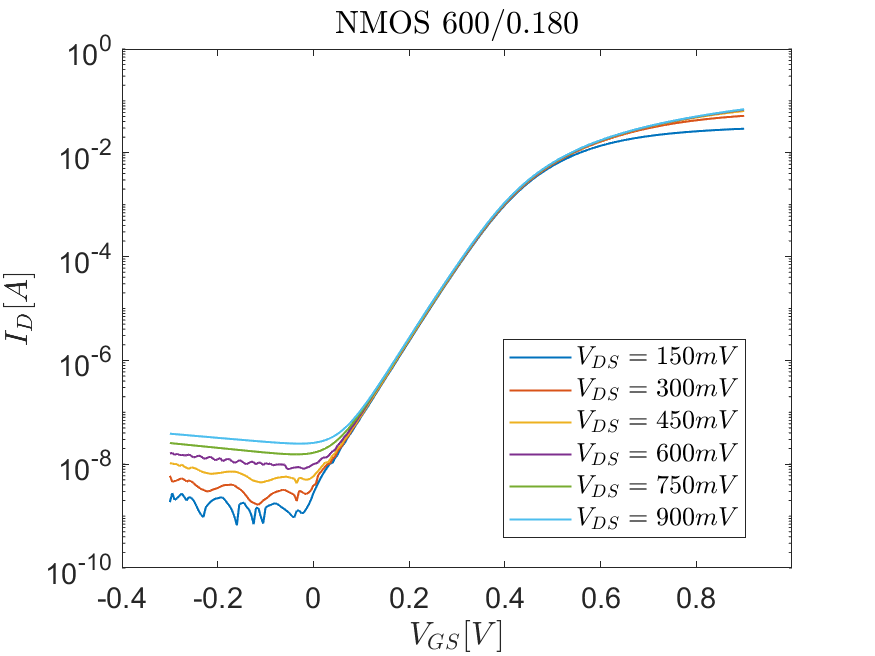 NMOS 600/0.180
10^0
10^-2
10^-4
10^-6
10^-8
10^-10
I_D[A]
V_DS = 150mV
V_DS = 300mV
V_DS = 450mV
V_DS = 600mV
V_DS = 750mV
V_DS = 900mV
-0.4 -0.2 0 0.2 0.4 0.6 0.8
V_GS[V]